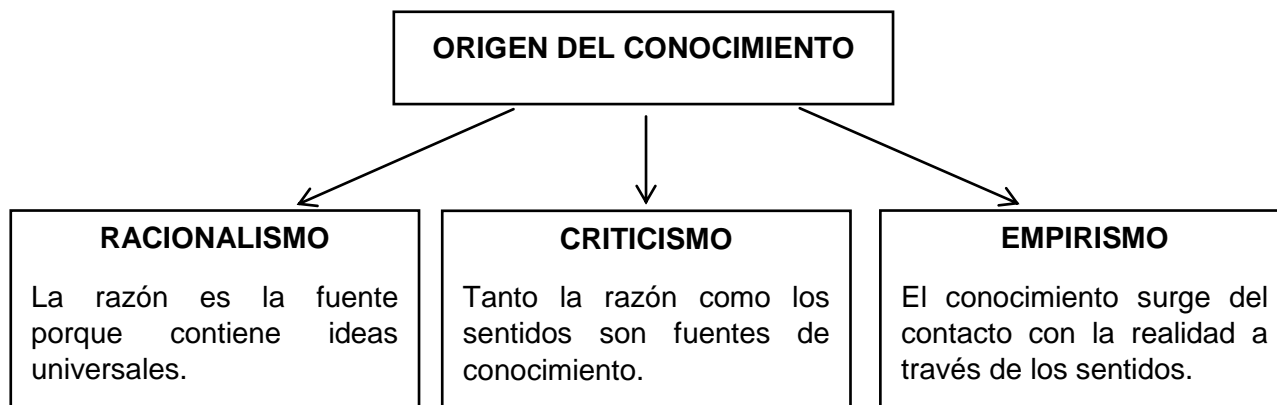 ORIGEN DEL CONOCIMIENTO
RACIONALISMO
La razón es la fuente
porque contiene ideas
universales.
CRITICISMO
Tanto la razón como los
sentidos son fuentes de
conocimiento.
EMPIRISMO
El conocimiento surge del
contacto con la realidad a
través de los sentidos.